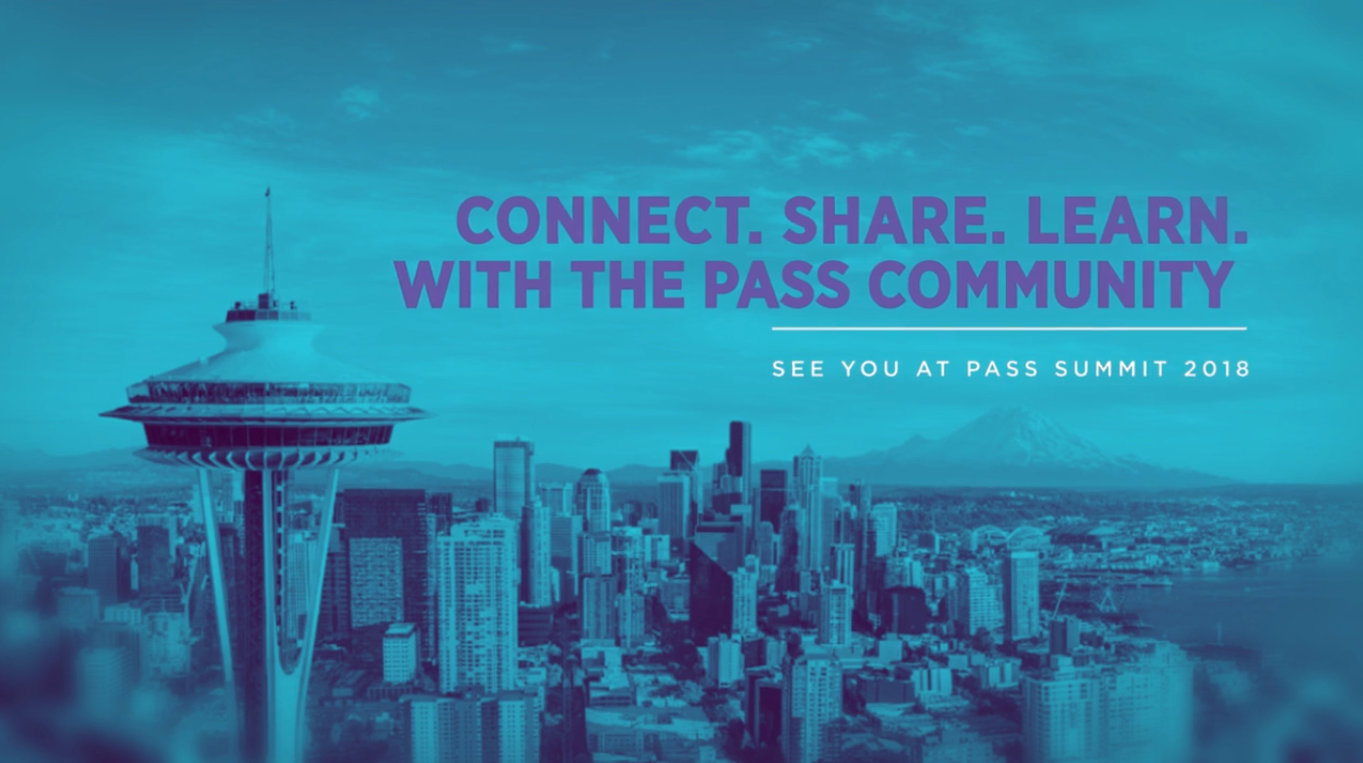 CONNECT. SHARE. LEARN.
WITH THE PASS COMMUNITY
SEE YOU AT PASS SUMMIT 2018